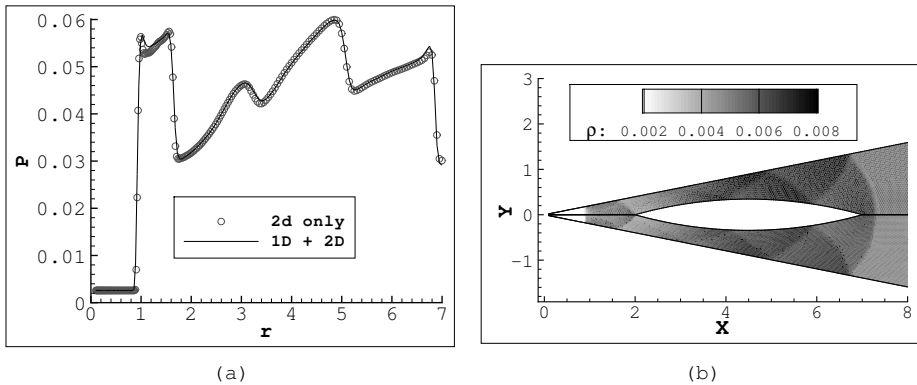 0.06
0.05
0.04
0.03
0.02
0.01
0
p
2d only
1D + 2D
0 1 2 3 4 5 6 7
r
(a)
3
2
1
0
-1
Y
ρ: 0.002 0.004 0.006 0.008
0 2 4 6 8
X
(b)